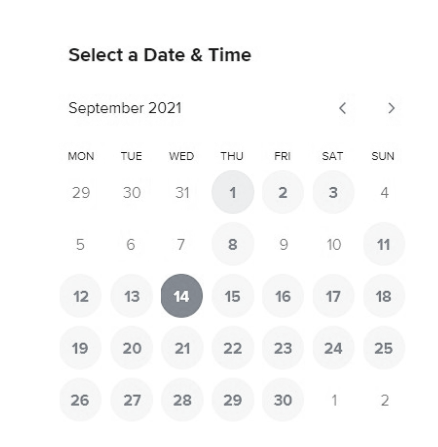 Select a Date & Time
September 2021
MON TUE WED THU FRI SAT SUN
29 30 31 1 2 3 4
5 6 7 8 9 10 11
12 13 14 15 16 17 18
19 20 21 22 23 24 25
26 27 28 29 30 1 2